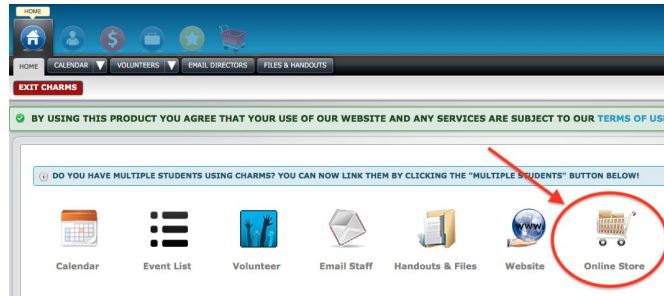 HOME
HOME CALENDAR VOLUNTEERS EMAIL DIRECTORS FILES & HANDOUTS
EXIT CHARMS
BY USING THIS PRODUCT YOU AGREE THAT YOUR USE OF OUR WEBSITE AND ANY SERVICES ARE SUBJECT TO OUR TERMS OF US
DO YOU HAVE MULTIPLE STUDENTS USING CHARMS? YOU CAN NOW LINK THEM BY CLICKING THE "MULTIPLE STUDENTS" BUTTON BELOW!
www
Calendar Event List Volunteer Email Staff Handouts & Files Website Online Store